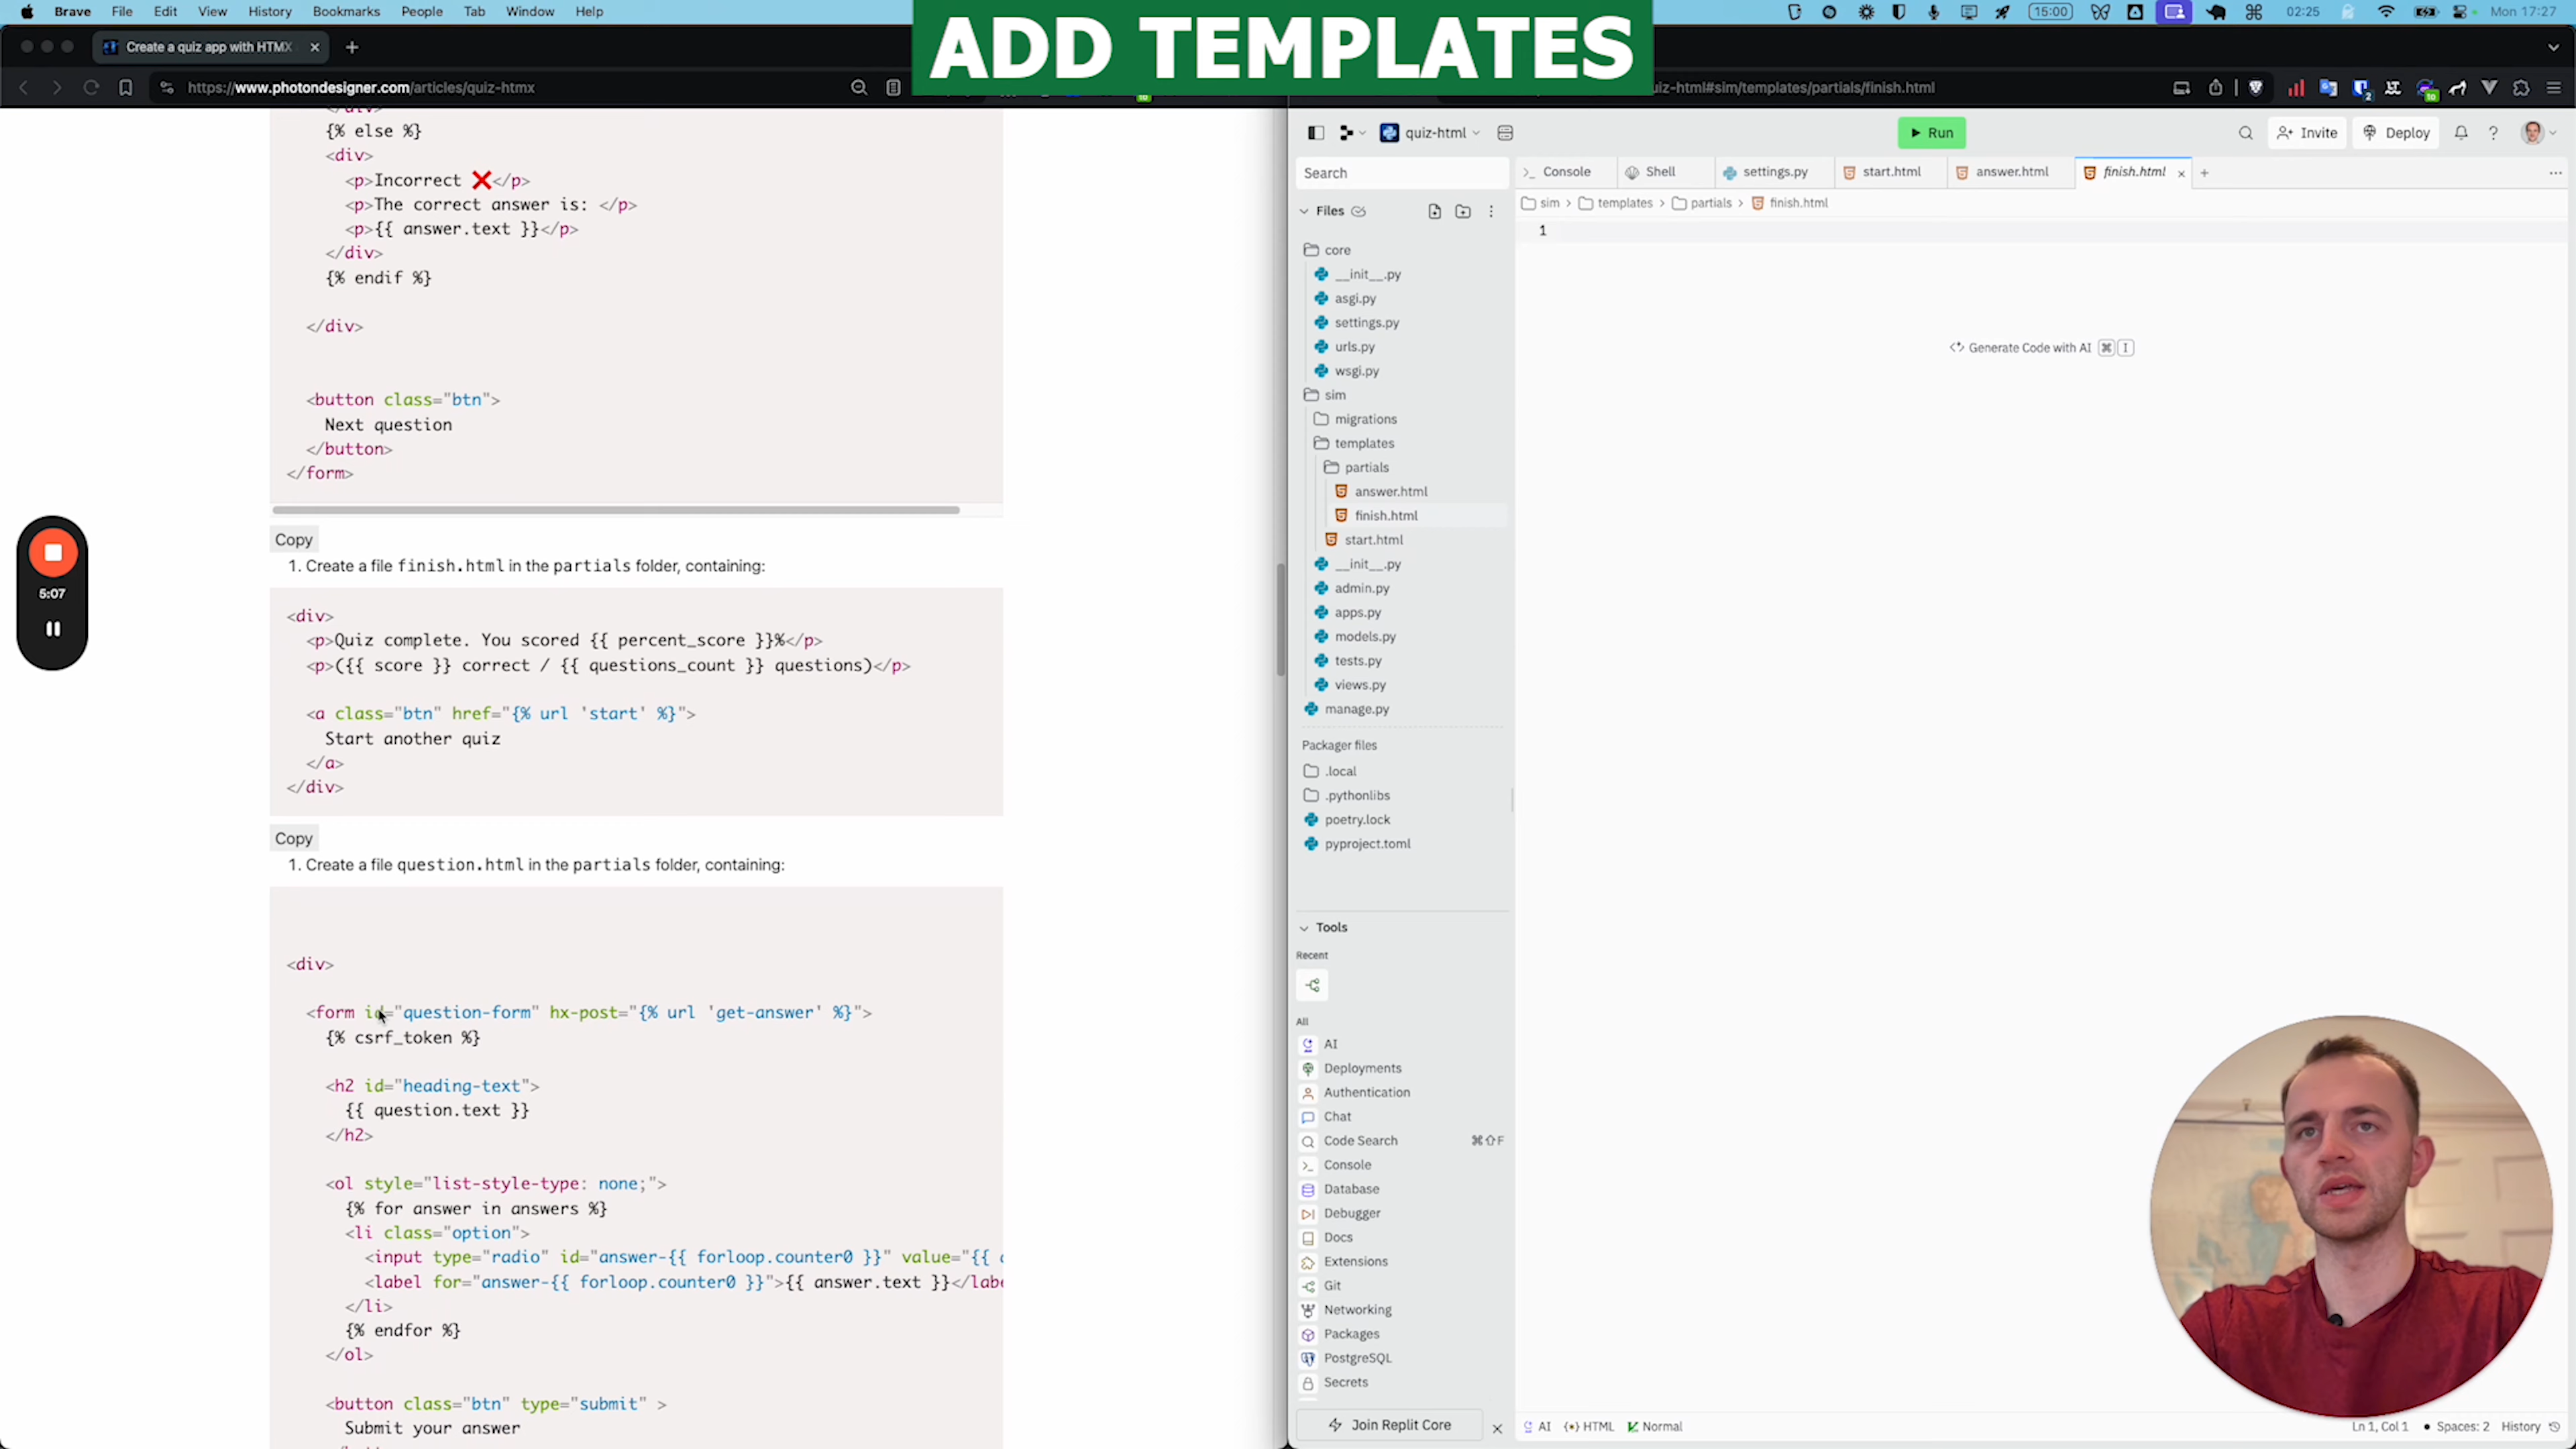 Brave File Edit View History Bookmarks People Tab Window Help
15:00 02:25 Mon 17:27
ADD TEMPLATES
Create a quiz app with HTMX
https://www.photondesigner.com/articles/quiz-htmx
uiz-html#sim/templates/partials/finish.html
</div>
{% else %}
<div>
<p>Incorrect ❌</p>
<p>The correct answer is: </p>
<p>{{ answer.text }}</p>
</div>
{% endif %}
</div>
<button class="btn">
Next question
</button>
</form>
Copy
1. Create a file finish.html in the partials folder, containing:
<div>
<p>Quiz complete. You scored {{ percent_score }}%</p>
<p>({{ score }} correct / {{ questions_count }} questions)</p>
<a class="btn" href="{% url 'start' %}">
Start another quiz
</a>
</div>
Copy
1. Create a file question.html in the partials folder, containing:
<div>
<form id="question-form" hx-post="{% url 'get-answer' %}">
{% csrf_token %}
<h2 id="heading-text">
{{ question.text }}
</h2>
<ol style="list-style-type: none;">
{% for answer in answers %}
<li class="option">
<input type="radio" id="answer-{{ forloop.counter0 }}" value="{{
<label for="answer-{{ forloop.counter0 }}">{{ answer.text }}</labe
</li>
{% endfor %}
</ol>
<button class="btn" type="submit" >
Submit your answer
5:07
quiz-html
Run
Invite
Deploy
Search
Console Shell settings.py start.html answer.html finish.html
sim > templates > partials > finish.html
1
Generate Code with AI ⌘ I
Files
core
__init__.py
asgi.py
settings.py
urls.py
wsgi.py
sim
migrations
templates
partials
answer.html
finish.html
start.html
__init__.py
admin.py
apps.py
models.py
tests.py
views.py
manage.py
Packager files
.local
.pythonlibs
poetry.lock
pyproject.toml
Tools
Recent
All
AI
Deployments
Authentication
Chat
Code Search ⌘⇧F
Console
Database
Debugger
Docs
Extensions
Git
Networking
Packages
PostgreSQL
Secrets
Join Replit Core
AI HTML Normal
Ln 1, Col 1 • Spaces: 2 History